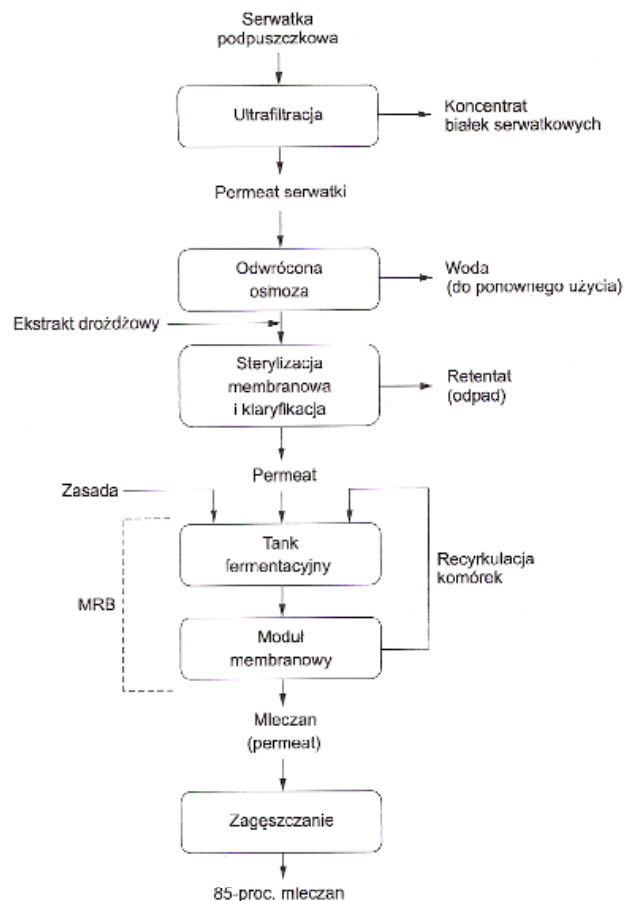 Serwatka
podpuszczkowa
Ultrafiltracja
Koncentrat
białek serwatkowych
Permeat serwatki
Odwrócona
osmoza
Woda
(do ponownego użycia)
Ekstrakt drożdżowy
Sterylizacja
membranowa
i klaryfikacja
Retentat
(odpad)
Permeat
Zasada
Tank
fermentacyjny
Recyrkulacja
komórek
MRB
Moduł
membranowy
Mleczan
(permeat)
Zagęszczanie
85-proc. mleczan